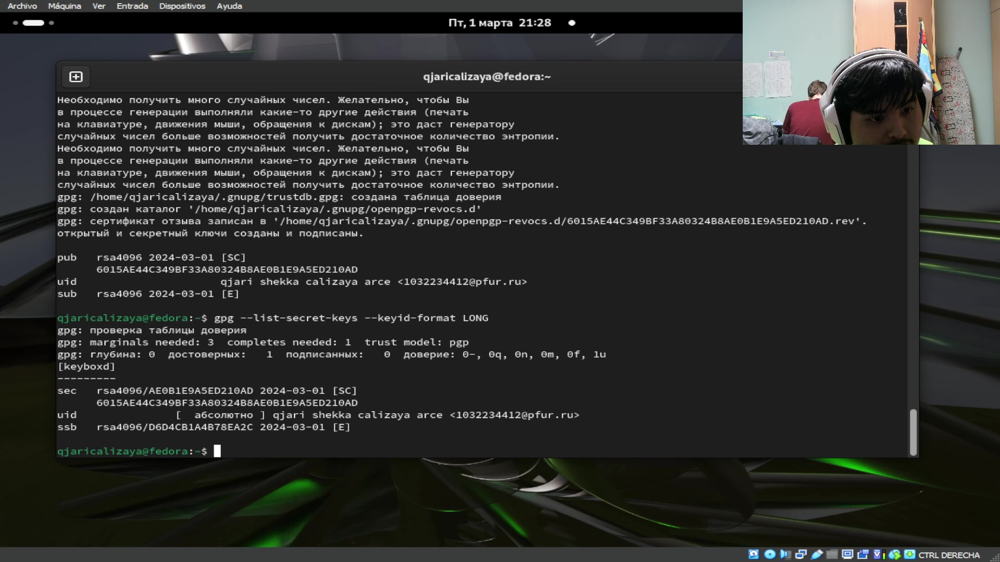 Archivo Máquina Ver Entrada Dispositivos Ayuda
Пт, 1 марта 21:28
qjaricalizaya@fedora:~
Необходимо получить много случайных чисел. Желательно, чтобы Вы
в процессе генерации выполняли какие-то другие действия (печать
на клавиатуре, движения мыши, обращения к дискам); это даст генератору
случайных чисел больше возможностей получить достаточное количество энтропии.
Необходимо получить много случайных чисел. Желательно, чтобы Вы
в процессе генерации выполняли какие-то другие действия (печать
на клавиатуре, движения мыши, обращения к дискам); это даст генератору
случайных чисел больше возможностей получить достаточное количество энтропии.
gpg: /home/qjaricalizaya/.gnupg/trustdb.gpg: создана таблица доверия
gpg: создан каталог '/home/qjaricalizaya/.gnupg/openpgp-revocs.d'
gpg: сертификат отзыва записан в '/home/qjaricalizaya/.gnupg/openpgp-revocs.d/6015AE44C349BF33A80324B8AE0B1E9A5ED210AD.rev'.
открытый и секретный ключи созданы и подписаны.
pub rsa4096 2024-03-01 [SC]
6015AE44C349BF33A80324B8AE0B1E9A5ED210AD
uid qjari shekka calizaya arce <1032234412@pfur.ru>
sub rsa4096 2024-03-01 [E]
qjaricalizaya@fedora:~$ gpg --list-secret-keys --keyid-format LONG
gpg: проверка таблицы доверия
gpg: marginals needed: 3 completes needed: 1 trust model: pgp
gpg: глубина: 0 достоверных: 1 подписанных: 0 доверие: 0-, 0q, 0n, 0m, 0f, 1u
[keyboxd]
---------
sec rsa4096/AE0B1E9A5ED210AD 2024-03-01 [SC]
6015AE44C349BF33A80324B8AE0B1E9A5ED210AD
uid [ абсолютно ] qjari shekka calizaya arce <1032234412@pfur.ru>
ssb rsa4096/D6D4CB1A4B78EA2C 2024-03-01 [E]
qjaricalizaya@fedora:~$
CTRL DERECHA